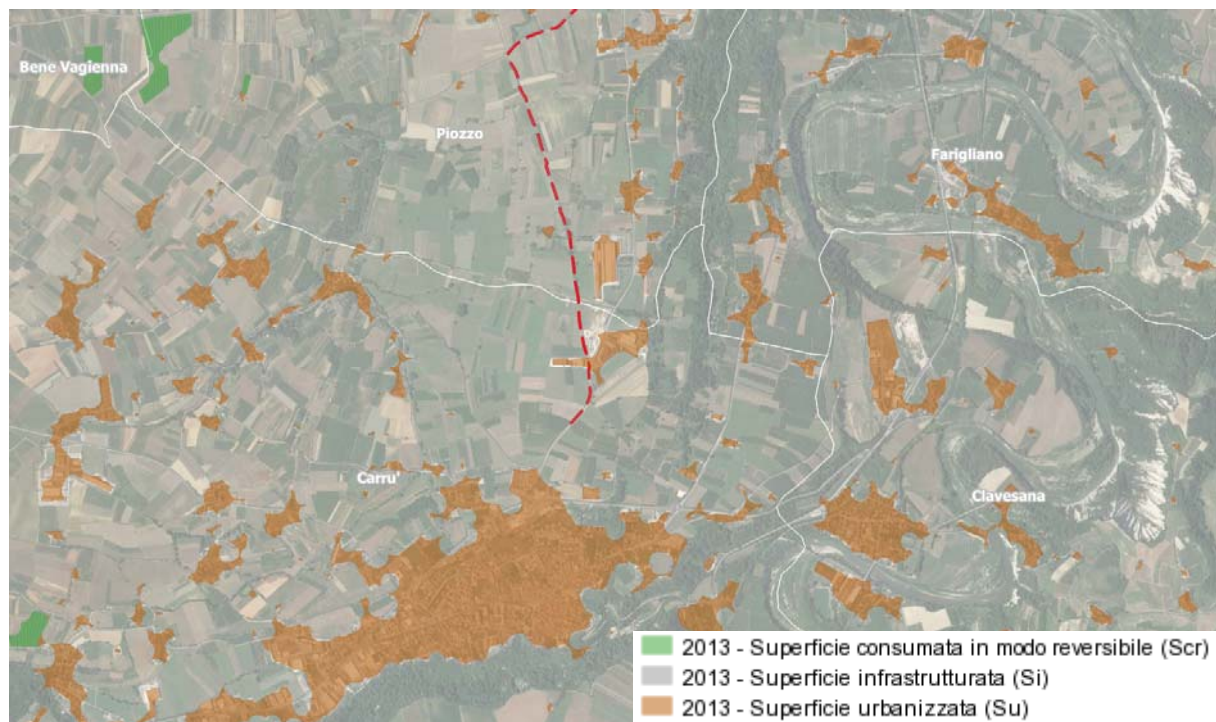 Bene Vagienna
Piozzo
Farigliano
Carru'
Clavesana
2013 - Superficie consumata in modo reversibile (Scr)
2013 - Superficie infrastrutturata (Si)
2013 - Superficie urbanizzata (Su)